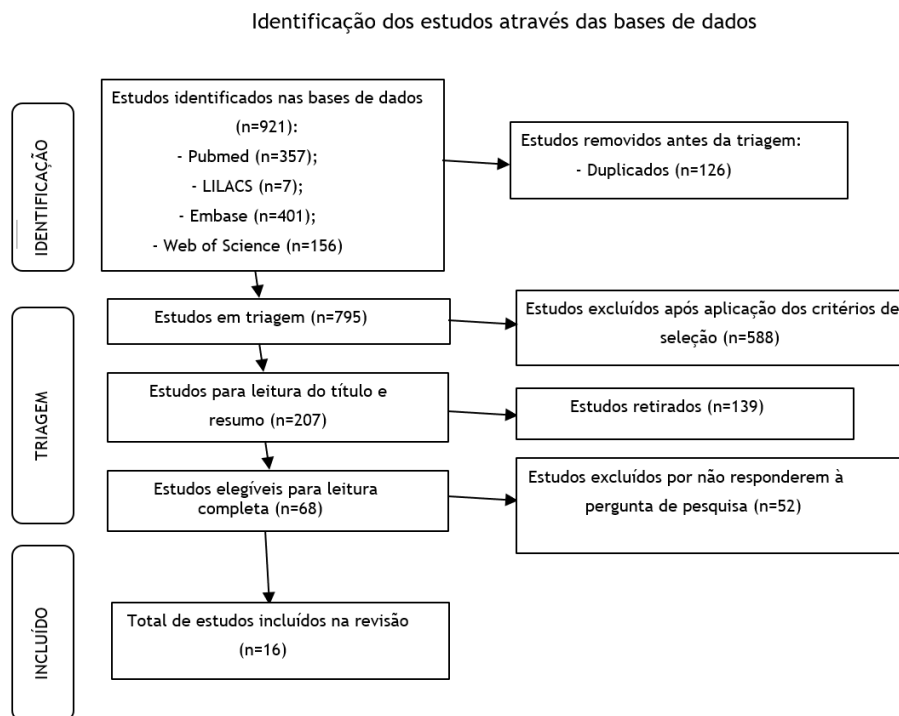 Identificação dos estudos através das bases de dados
IDENTIFICAÇÃO
Estudos identificados nas bases de dados
(n=921):
- Pubmed (n=357);
- LILACS (n=7);
- Embase (n=401);
- Web of Science (n=156)
Estudos removidos antes da triagem:
- Duplicados (n=126)
TRIAGEM
Estudos em triagem (n=795)
Estudos excluídos após aplicação dos critérios de
seleção (n=588)
Estudos para leitura do título e
resumo (n=207)
Estudos retirados (n=139)
Estudos elegíveis para leitura
completa (n=68)
Estudos excluídos por não responderem à
pergunta de pesquisa (n=52)
INCLUÍDO
Total de estudos incluídos na revisão
(n=16)